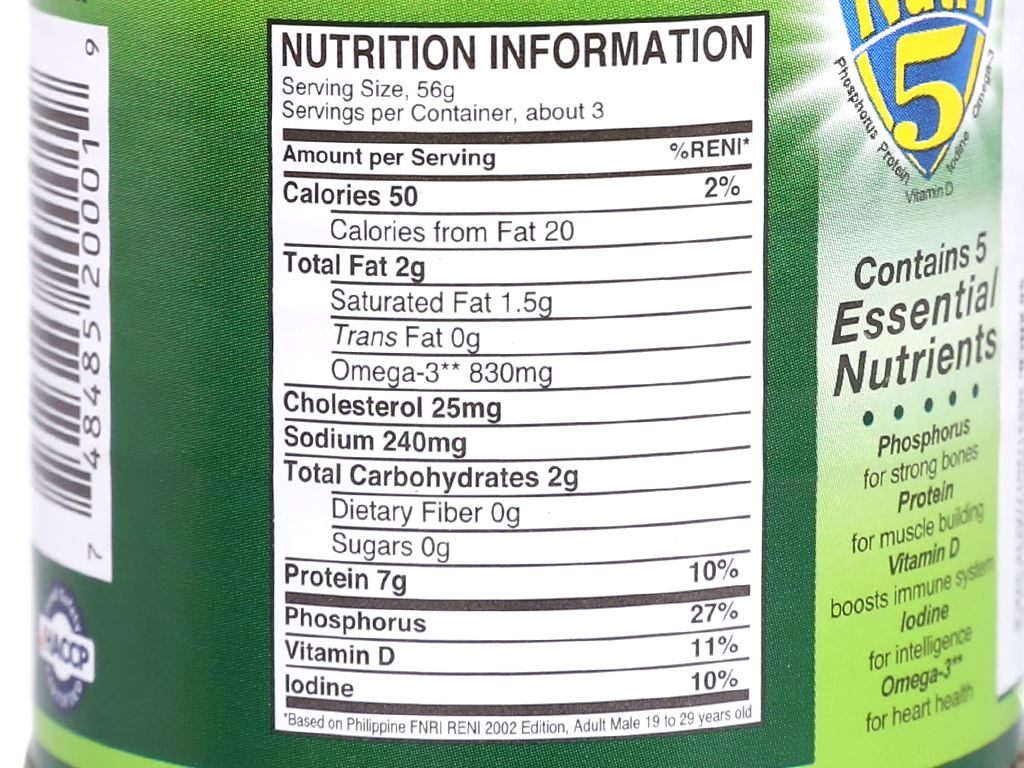 NUTRITION INFORMATION
Serving Size, 56g
Servings per Container, about 3
Amount per Serving %RENI*
Calories 50 2%
Calories from Fat 20
Total Fat 2g
Saturated Fat 1.5g
Trans Fat 0g
Omega-3** 830mg
Cholesterol 25mg
Sodium 240mg
Total Carbohydrates 2g
Dietary Fiber 0g
Sugars 0g
Protein 7g 10%
Phosphorus 27%
Vitamin D 11%
Iodine 10%
*Based on Philippine FNRI RENI 2002 Edition, Adult Male 19 to 29 years old
7 48485 20001 9
HACCP
Nutri
5
Phosphorus Protein Vitamin D Iodine Omega-3
Contains 5
Essential
Nutrients
Phosphorus
for strong bones
Protein
for muscle building
Vitamin D
boosts immune system
Iodine
for intelligence
Omega-3**
for heart health